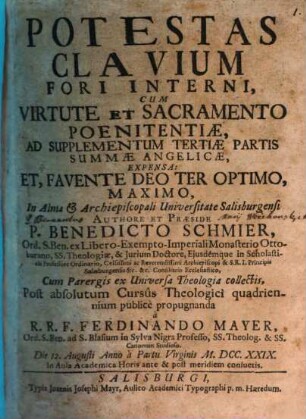 POTESTAS
CLAVIUM
FORI INTERNI,
CUM
VIRTUTE ET SACRAMENTO
POENITENTIÆ,
AD SUPPLEMENTUM TERTIÆ PARTIS
SUMMÆ ANGELICÆ,
EXPENSA:
ET, FAVENTE DEO TER OPTIMO,
MAXIMO,
In Alma & Archiepiscopali Universitate Salisburgensi
AUTHORE ET PRÆSIDE
P. BENEDICTO SCHMIER,
Ord. S. Ben. ex Libero-Exempto-Imperiali Monasterio Otto-
burano, SS. Theologiæ, & Jurium Doctore, Ejusdémque in Scholasti-
cis Professore Ordinario, Celsissimi ac Reverendissimi Archiepiscopi & S.R.I. Principis
Salisburgensis &c. &c. Consiliario Ecclesiastico,
Cum Parergis ex Universa Theologia collectis,
Post absolutum Cursûs Theologici quadrien-
nium publicè propugnanda
à
R. R. F. FERDINANDO MAYER,
Ord. S. Ben. ad S. Blasium in Sylva Nigra Professo, SS. Theolog. & SS.
Canonum Studioso.
Die 12. Augusti Anno à Partu Virginis M. DCC. XXIX.
In Aula Academica Horis ante & post meridiem consuetis.
SALISBURGI,
Typis Joannis Josephi Mayr, Aulico Academici Typographi p. m. Hæredum.